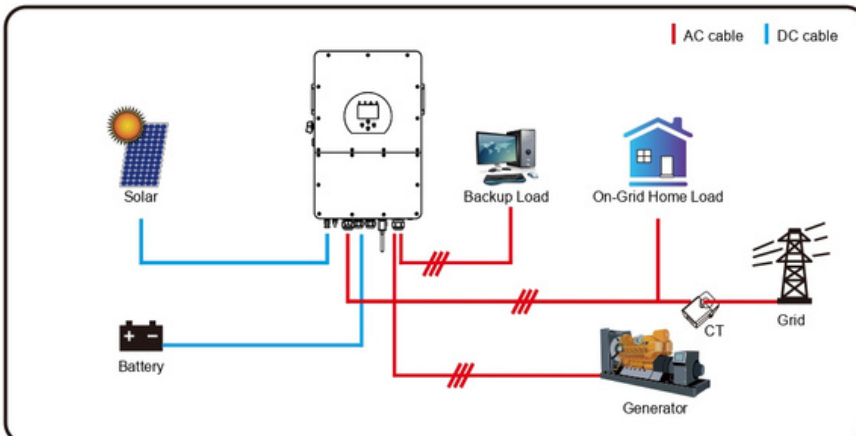 AC cable
DC cable
Solar
Backup Load
On-Grid Home Load
CT
Grid
Battery
Generator